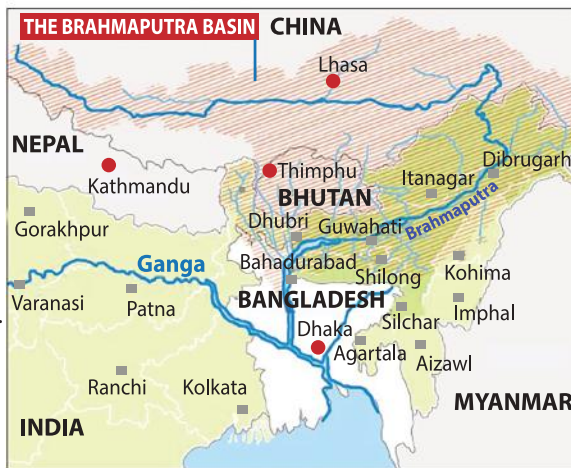 THE BRAHMAPUTRA BASIN
CHINA
Lhasa
NEPAL
Kathmandu
Thimphu
BHUTAN
Itanagar
Dibrugarh
Brahmaputra
Gorakhpur
Dhubri
Guwahati
Ganga
Bahadurabad
Shilong
Kohima
Varanasi
Patna
BANGLADESH
Silchar
Imphal
Dhaka
Agartala
Aizawl
Ranchi
Kolkata
MYANMAR
INDIA